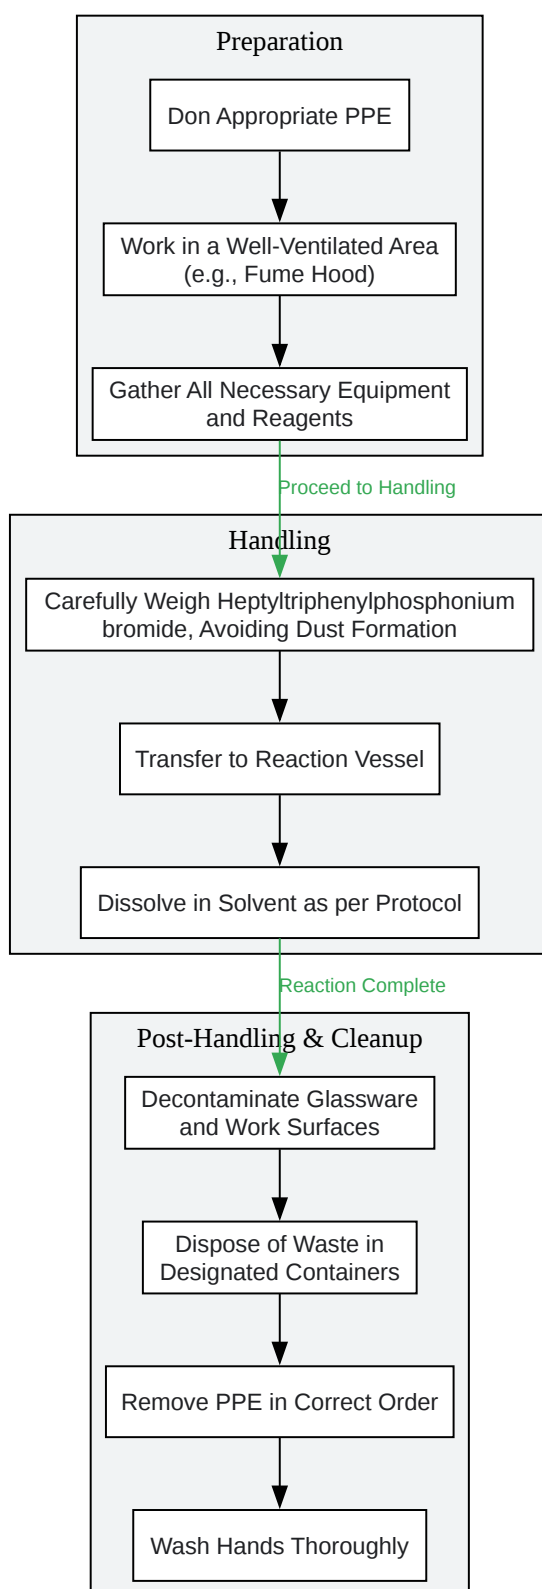 Preparation
Don Appropriate PPE
Work in a Well-Ventilated Area
(e.g., Fume Hood)
Gather All Necessary Equipment
and Reagents
Proceed to Handling
Handling
Carefully Weigh Heptyltriphenylphosphonium
bromide, Avoiding Dust Formation
Transfer to Reaction Vessel
Dissolve in Solvent as per Protocol
Reaction Complete
Post-Handling & Cleanup
Decontaminate Glassware
and Work Surfaces
Dispose of Waste in
Designated Containers
Remove PPE in Correct Order
Wash Hands Thoroughly